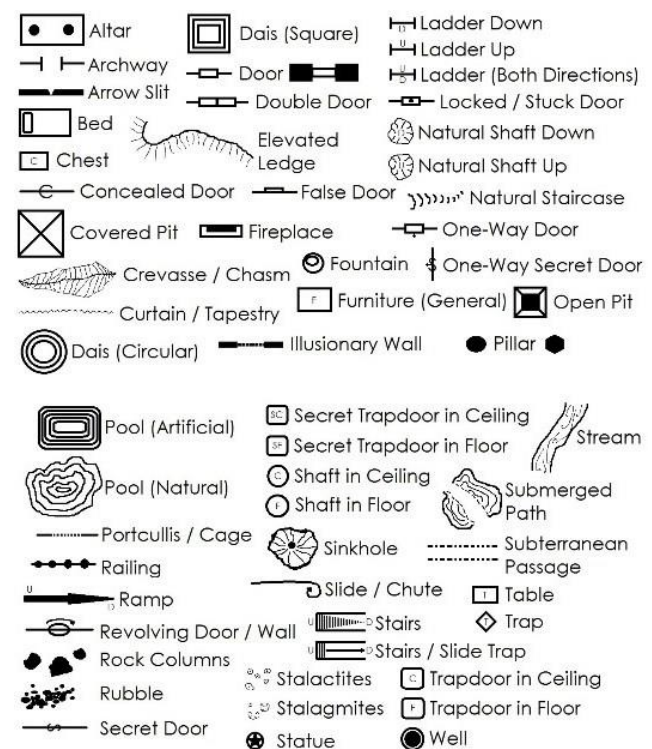 Altar
Dais (Square)
U Ladder Down
U Ladder Up
Archway
Door
Ladder (Both Directions)
Arrow Slit
Double Door
Locked / Stuck Door
Bed
Elevated
Ledge
Natural Shaft Down
C Chest
Natural Shaft Up
C Concealed Door
False Door
Natural Staircase
Covered Pit
Fireplace
One-Way Door
Crevasse / Chasm
Fountain
S One-Way Secret Door
Curtain / Tapestry
F Furniture (General)
Open Pit
Dais (Circular)
Illusionary Wall
Pillar
Pool (Artificial)
SC Secret Trapdoor in Ceiling
SF Secret Trapdoor in Floor
Stream
Pool (Natural)
C Shaft in Ceiling
F Shaft in Floor
Submerged
Path
Portcullis / Cage
Sinkhole
Subterranean
Passage
Railing
Slide / Chute
T Table
U D Ramp
U D Stairs
T Trap
Revolving Door / Wall
U D Stairs / Slide Trap
Rock Columns
Stalactites
C Trapdoor in Ceiling
Rubble
Stalagmites
F Trapdoor in Floor
S Secret Door
Statue
Well